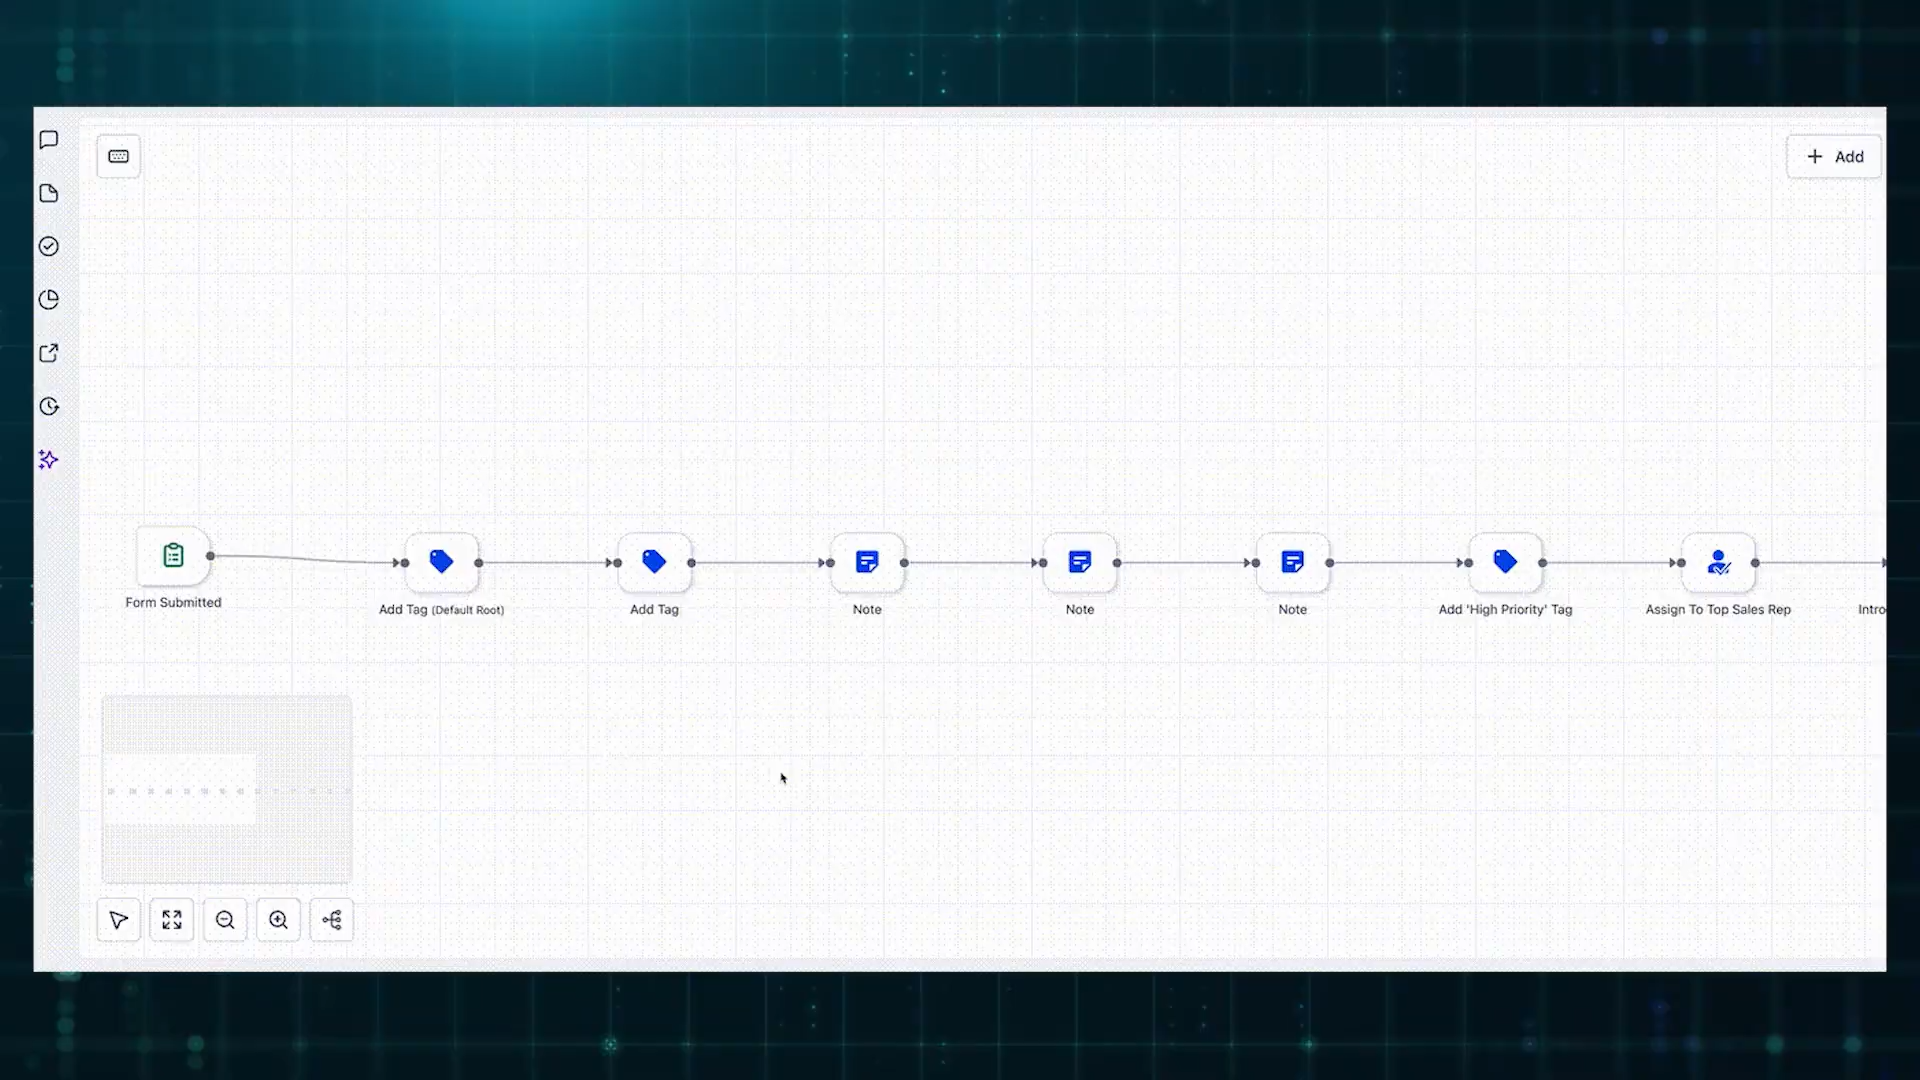 Add
Form Submitted
Add Tag (Default Root)
Add Tag
Note
Note
Note
Add 'High Priority' Tag
Assign To Top Sales Rep
Intro